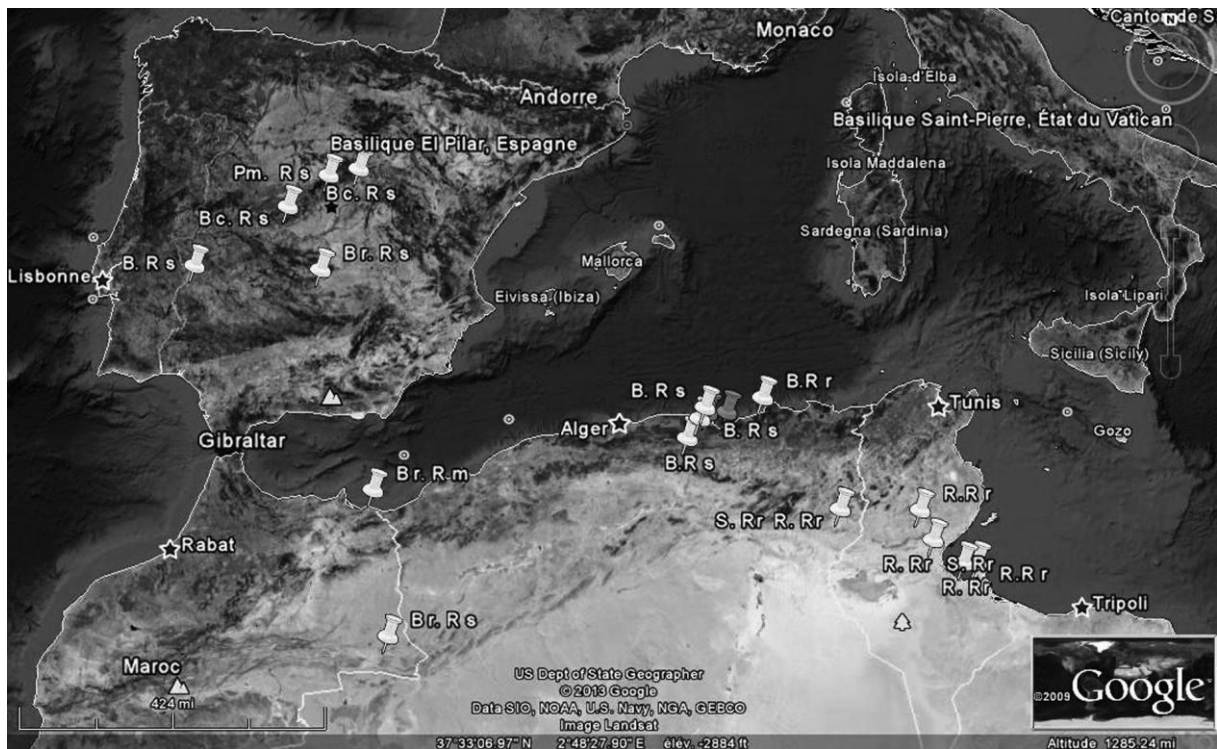 Canton de S
N
Monaco
Isola d'Elba
Andorre
Basilique Saint-Pierre, État du Vatican
Basilique El Pilar, Espagne
Isola Maddalena
Pm. R s
Bc. R s
Bc. R s
Sardegna (Sardinia)
B. R s
Br. R s
Mallorca
Lisbonne
Eivissa (Ibiza)
Isola Lipari
Sicilia (Sicily)
B. R s
B.R r
Tunis
Alger
B. R s
Gozo
Gibraltar
B.R s
Br. R.m
R.R r
S. Rr R. Rr
Rabat
R. Rr
S. Rr
R.R r
R. Rr
Tripoli
Br. R s
Maroc
US Dept of State Geographer
© 2013 Google
Data SIO, NOAA, U.S. Navy, NGA, GEBCO
Image Landsat
424 mi
©2009 Google
37°33'06.97" N 2°48'27.90" E élév. -2884 ft
Altitude 1285.24 mi